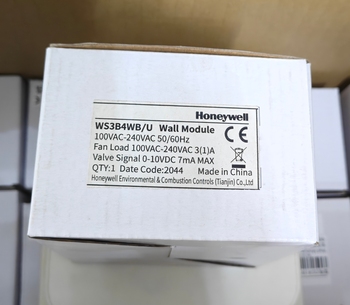 Honeywell
WS3B4WB/U Wall Module
100VAC-240VAC 50/60Hz
Fan Load 100VAC-240VAC 3(1)A
Valve Signal 0-10VDC 7mA MAX
QTY:1 Date Code:2044 Made in China
Honeywell Environmental & Combustion Controls (Tianjin) Co.,Ltd.
CE